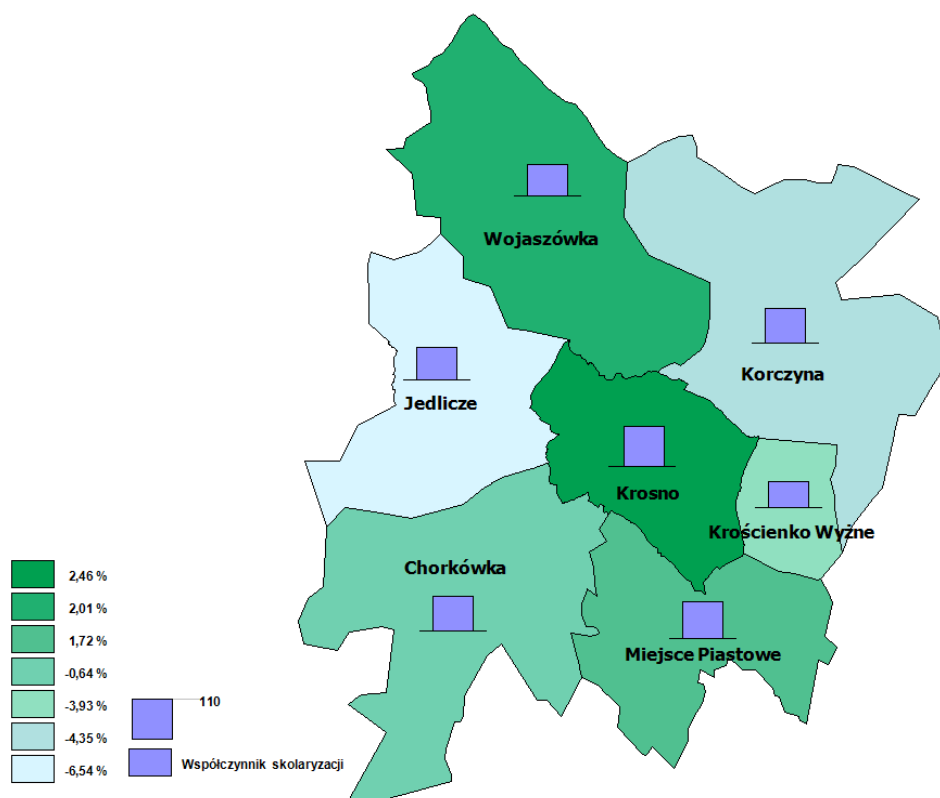 Wojaszówka
Korczyna
Jedlicze
Krosno
Krościenko Wyżne
Chorkówka
Miejsce Piastowe
2,46 %
2,01 %
1,72 %
-0,64 %
-3,93 %
-4,35 %
-6,54 %
110
Współczynnik skolaryzacji